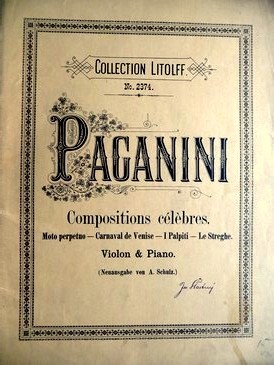 COLLECTION LITOLFF
No. 2374.
PAGANINI
Compositions célèbres.
Moto perpetuo — Carnaval de Venise — I Palpiti — Le Streghe.
Violon & Piano.
(Neuausgabe von A. Schulz.)